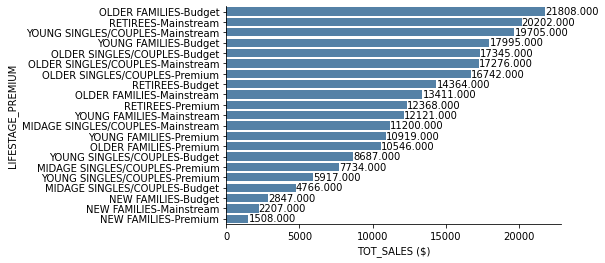 LIFESTAGE_PREMIUM
OLDER FAMILIES-Budget 21808.000
RETIREES-Mainstream 20202.000
YOUNG SINGLES/COUPLES-Mainstream 19705.000
YOUNG FAMILIES-Budget 17995.000
OLDER SINGLES/COUPLES-Budget 17345.000
OLDER SINGLES/COUPLES-Mainstream 17276.000
OLDER SINGLES/COUPLES-Premium 16742.000
RETIREES-Budget 14364.000
OLDER FAMILIES-Mainstream 13411.000
RETIREES-Premium 12368.000
YOUNG FAMILIES-Mainstream 12121.000
MIDAGE SINGLES/COUPLES-Mainstream 11200.000
YOUNG FAMILIES-Premium 10919.000
OLDER FAMILIES-Premium 10546.000
YOUNG SINGLES/COUPLES-Budget 8687.000
MIDAGE SINGLES/COUPLES-Premium 7734.000
YOUNG SINGLES/COUPLES-Premium 5917.000
MIDAGE SINGLES/COUPLES-Budget 4766.000
NEW FAMILIES-Budget 2847.000
NEW FAMILIES-Mainstream 2207.000
NEW FAMILIES-Premium 1508.000
0 5000 10000 15000 20000
TOT_SALES ($)